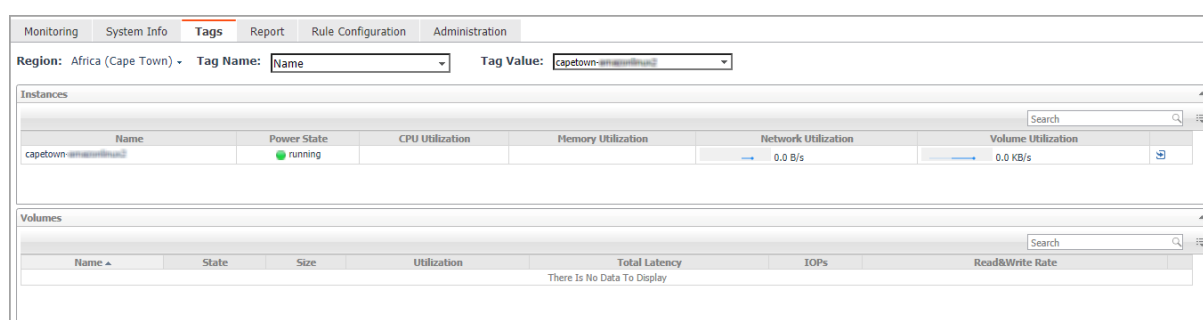 Monitoring System Info Tags Report Rule Configuration Administration
Region: Africa (Cape Town) Tag Name: Name Tag Value: capetown-
Instances
Search
Name Power State CPU Utilization Memory Utilization Network Utilization Volume Utilization
capetown- running 0.0 B/s 0.0 KB/s
Volumes
Search
Name State Size Utilization Total Latency IOPs Read&Write Rate
There Is No Data To Display